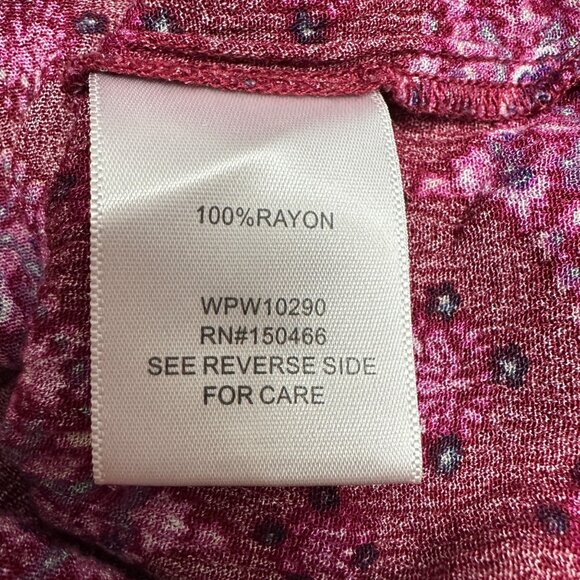 100%RAYON
WPW10290
RN#150466
SEE REVERSE SIDE
FOR CARE